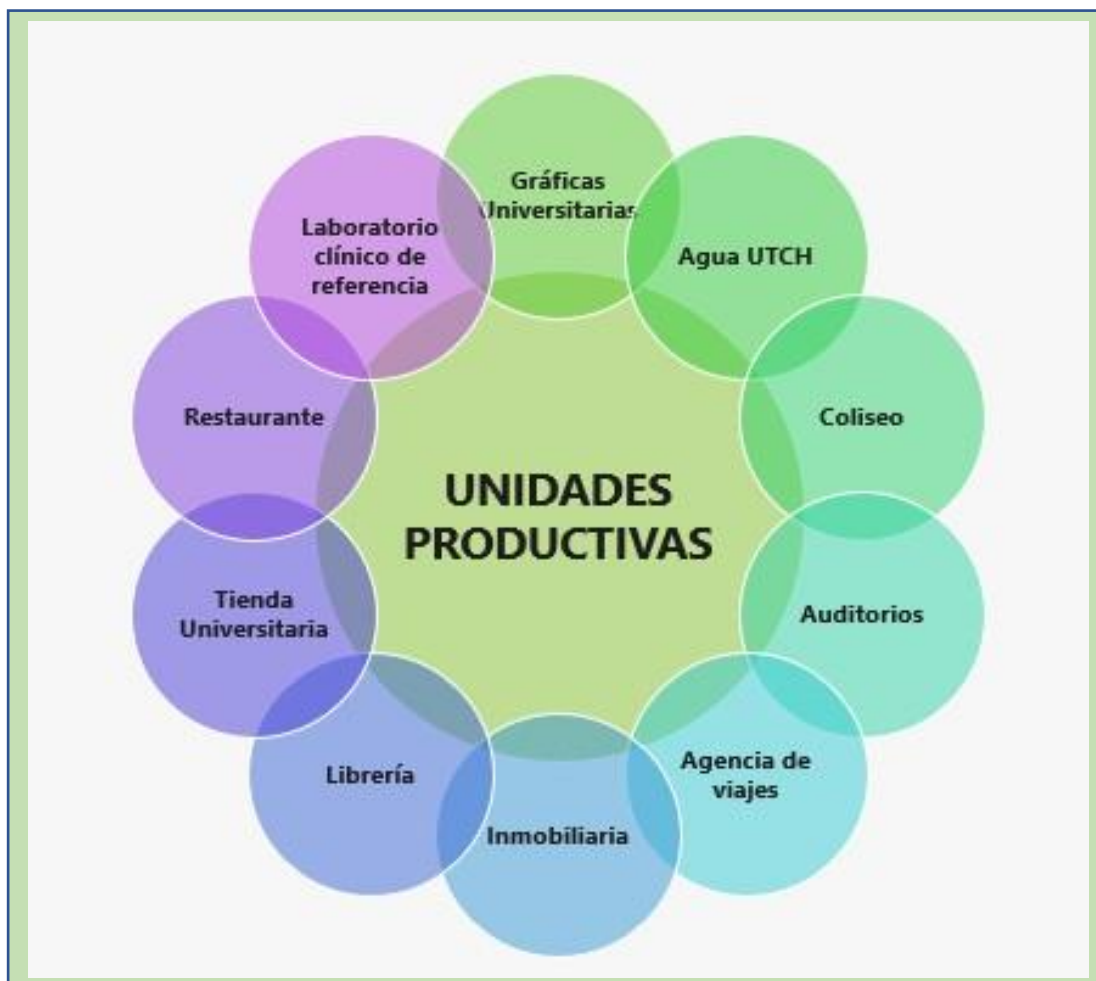 Gráficas
Universitarias
Agua UTCH
Coliseo
Auditorios
Agencia de
viajes
Inmobiliaria
Librería
Tienda
Universitaria
Restaurante
Laboratorio
clínico de
referencia
UNIDADES
PRODUCTIVAS